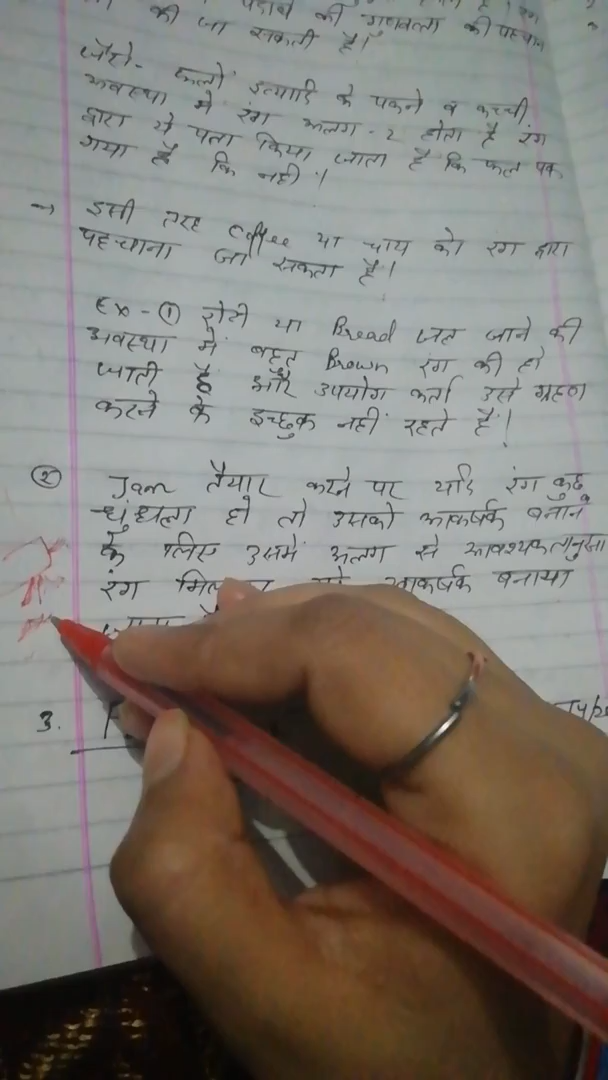 की जा सकती है।
जैसे- फलों इत्यादि के पकने व कच्ची
अवस्था में रंग अलग-2 होता है रंग
द्वारा ये पता किया जाता है कि फल पक
गया है कि नहीं।
→ इसी तरह coffee या चाय को रंग द्वारा
पहचाना जा सकता है।
Ex-① रोटी या Bread जल जाने की
अवस्था में बहुत Brown रंग की हो
जाती है और उपयोग कर्ता उसे ग्रहण
करने के इच्छुक नहीं रहते हैं।
② Jam तैयार करने पर यदि रंग कुछ
धुंधला हो तो उसको आकर्षक बनाने
के लिए उसमें अलग से आवश्यकतानुसार
रंग आकर्षक बनाया
3.